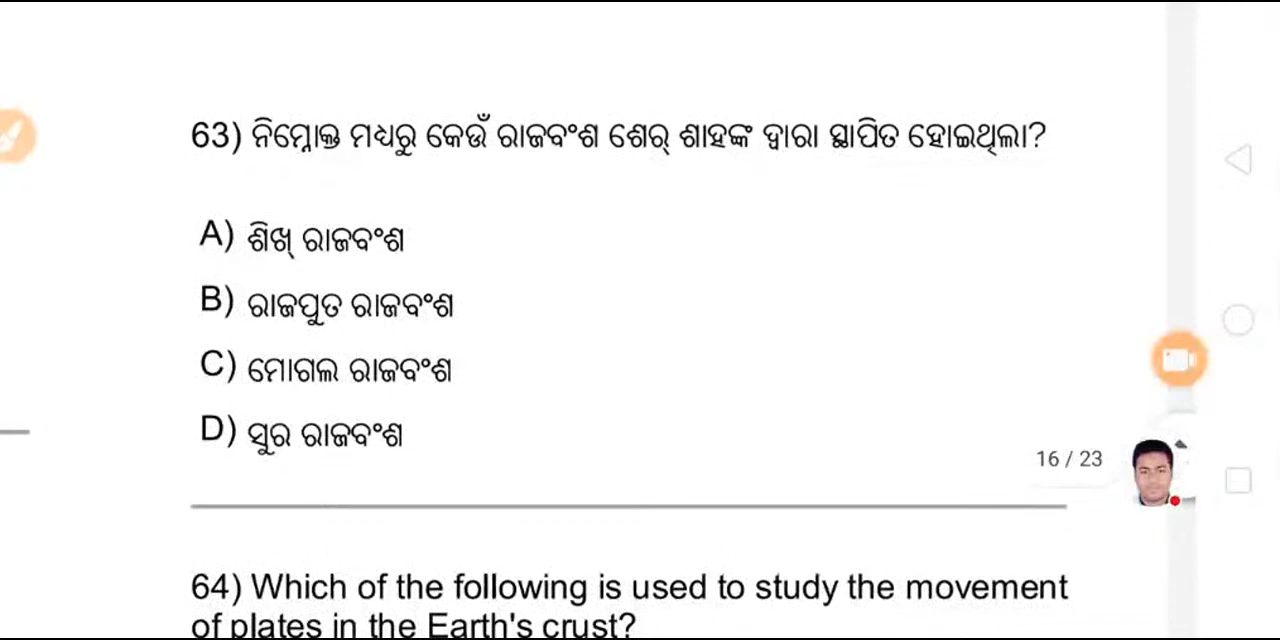 63) ନିମ୍ନୋକ୍ତ ମଧ୍ୟରୁ କେଉଁ ରାଜବଂଶ ଶେର୍ ଶାହଙ୍କ ଦ୍ୱାରା ସ୍ଥାପିତ ହୋଇଥିଲା?
A) ଶିଖ୍ ରାଜବଂଶ
B) ରାଜପୁତ ରାଜବଂଶ
C) ମୋଗଲ ରାଜବଂଶ
D) ସୁର ରାଜବଂଶ
16 / 23
64) Which of the following is used to study the movement
of plates in the Earth's crust?